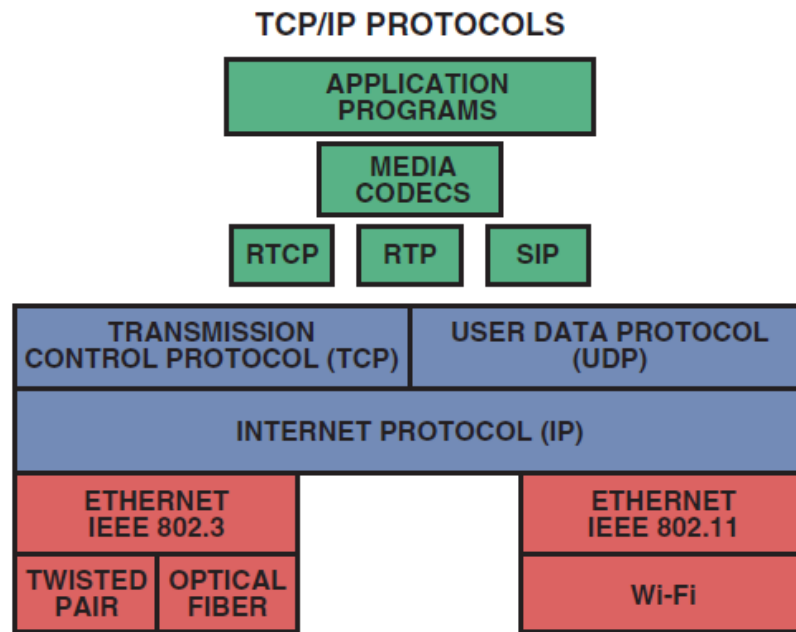 TCP/IP PROTOCOLS
APPLICATION
PROGRAMS
MEDIA
CODECS
RTCP
RTP
SIP
TRANSMISSION
CONTROL PROTOCOL (TCP)
USER DATA PROTOCOL
(UDP)
INTERNET PROTOCOL (IP)
ETHERNET
IEEE 802.3
ETHERNET
IEEE 802.11
TWISTED
PAIR
OPTICAL
FIBER
Wi-Fi